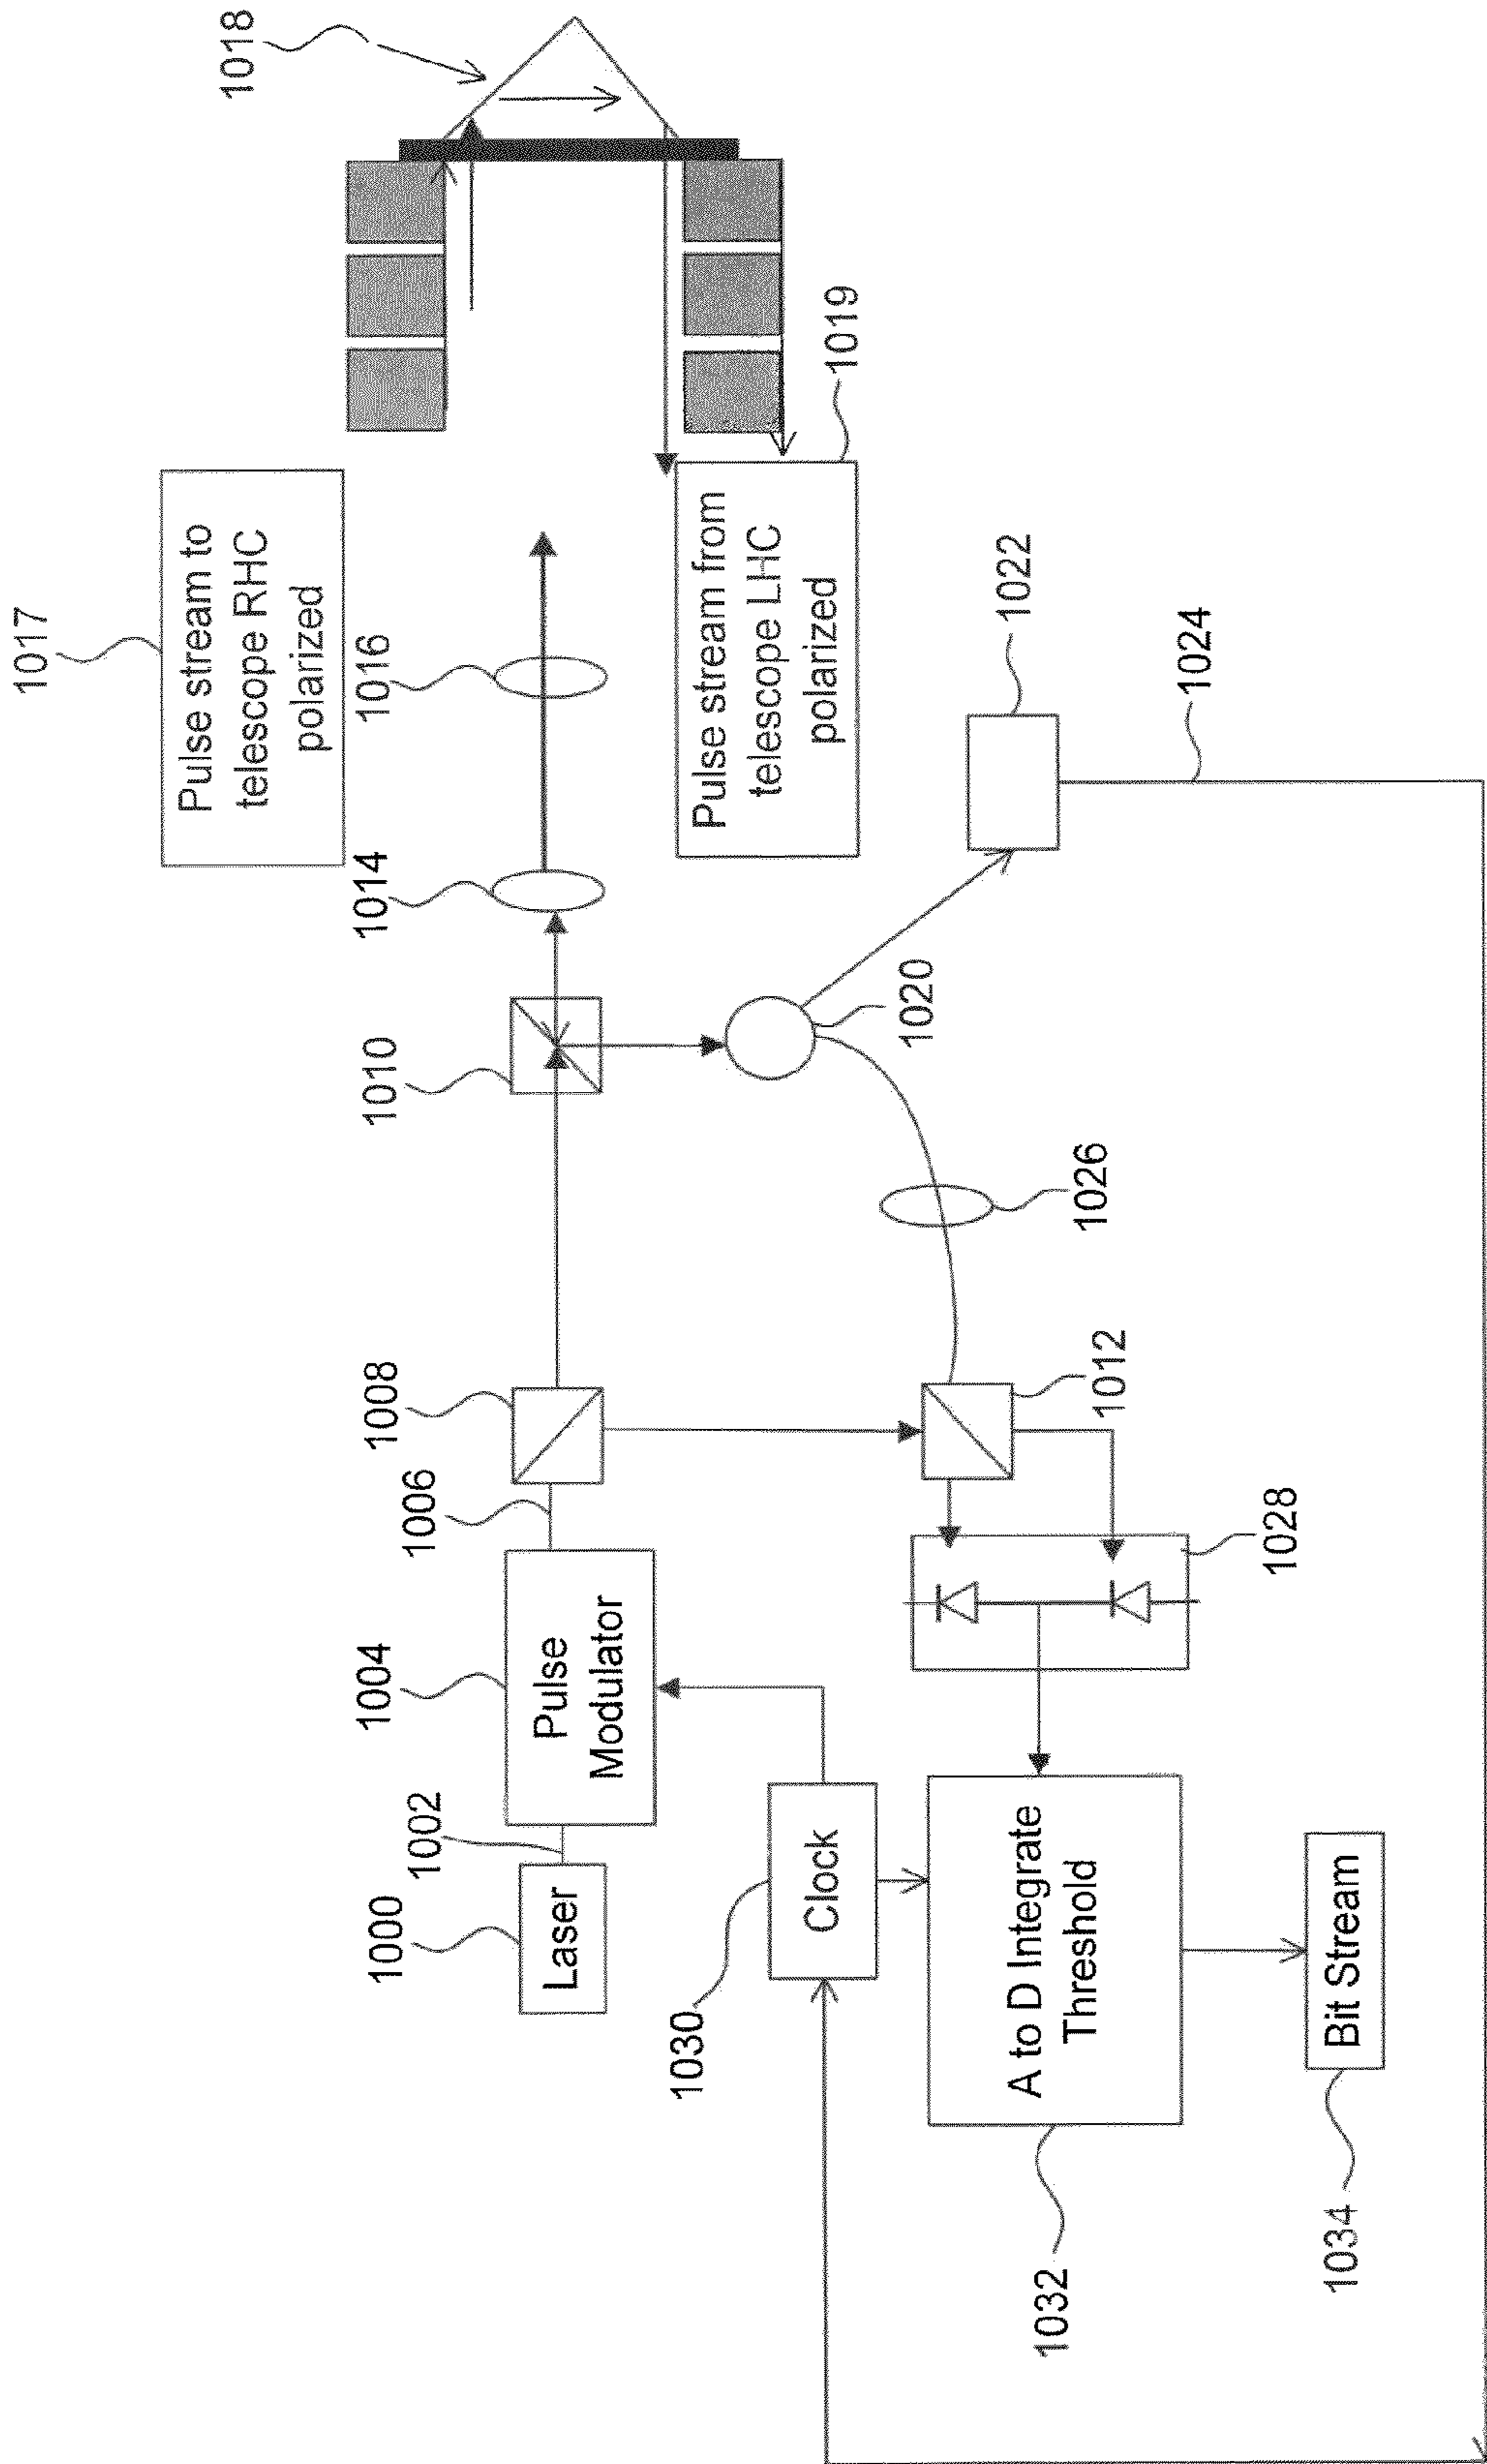 1000
Laser
1002
1004
Pulse
Modulator
1006
1008
1010
1014
1016
1017
Pulse stream to
telescope RHC
polarized
1018
1019
Pulse stream from
telescope LHC
polarized
1020
1022
1024
1026
1012
1028
1030
Clock
1032
A to D Integrate
Threshold
1034
Bit Stream